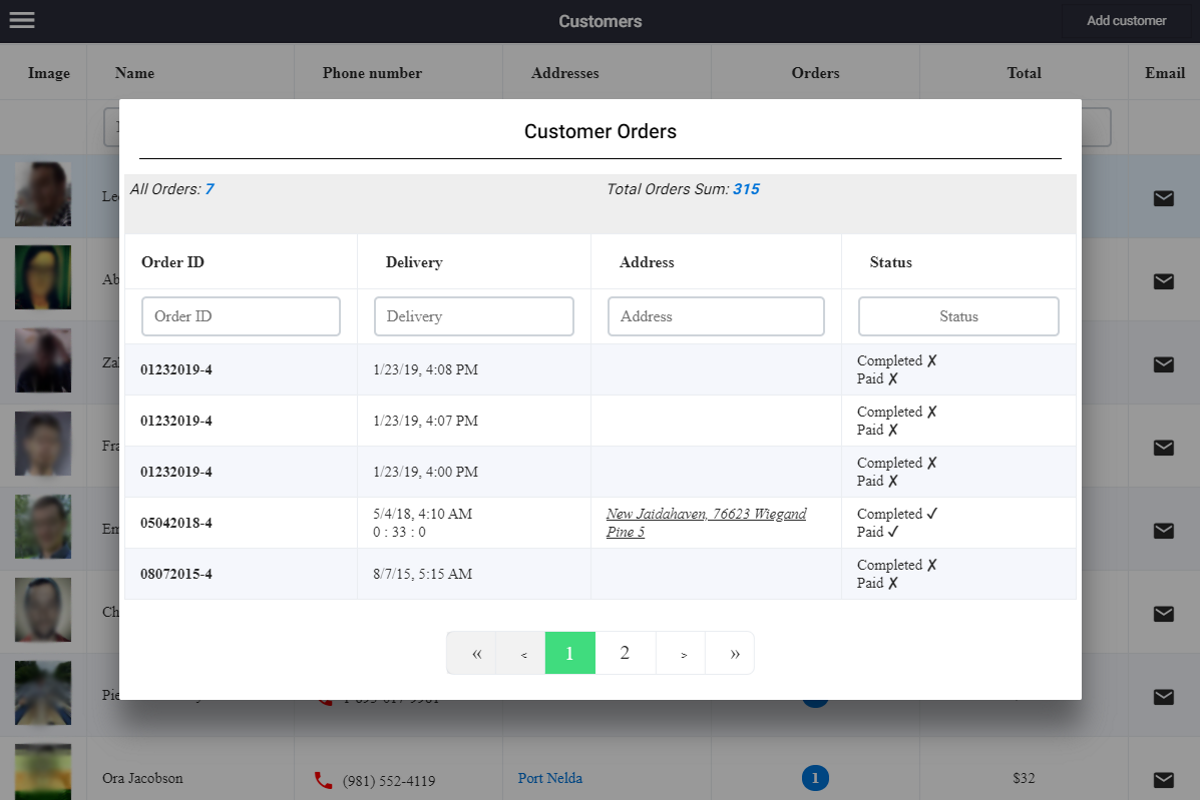 Customers
Add customer
Image Name Phone number Addresses Orders Total Email
Customer Orders
All Orders: 7 Total Orders Sum: 315
Order ID Delivery Address Status
Order ID Delivery Address Status
01232019-4 1/23/19, 4:08 PM Completed ✗
Paid ✗
01232019-4 1/23/19, 4:07 PM Completed ✗
Paid ✗
01232019-4 1/23/19, 4:00 PM Completed ✗
Paid ✗
05042018-4 5/4/18, 4:10 AM New Jaidahaven, 76623 Wiegand Completed ✓
0 : 33 : 0 Pine 5 Paid ✓
08072015-4 8/7/15, 5:15 AM Completed ✗
Paid ✗
« < 1 2 > »
Ora Jacobson (981) 552-4119 Port Nelda 1 $32